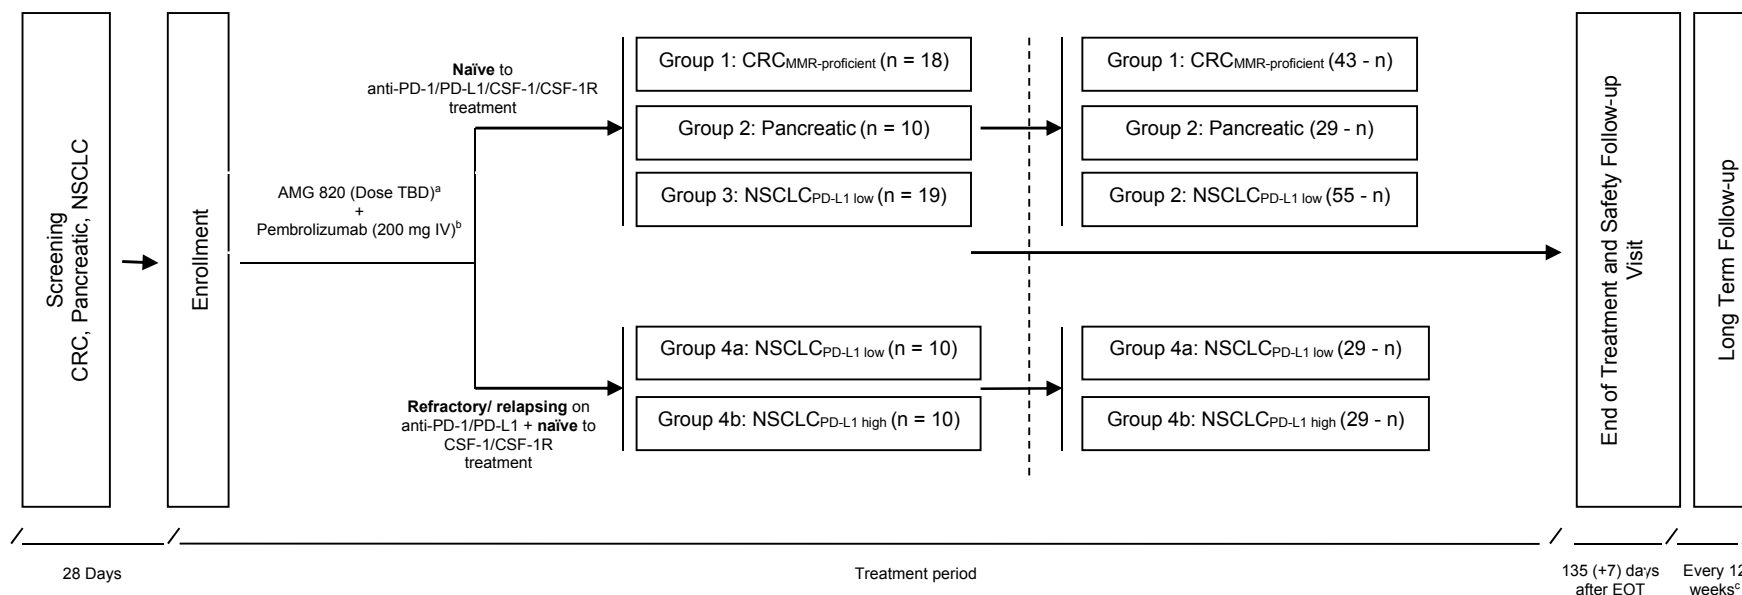 Screening
CRC, Pancreatic, NSCLC
Enrollment
AMG 820 (Dose TBD)a
+
Pembrolizumab (200 mg IV)b
Naïve to
anti-PD-1/PD-L1/CSF-1/CSF-1R
treatment
Refractory/ relapsing on
anti-PD-1/PD-L1 + naïve to
CSF-1/CSF-1R
treatment
Group 1: CRCMMR-proficient (n = 18)
Group 2: Pancreatic (n = 10)
Group 3: NSCLCPD-L1 low (n = 19)
Group 4a: NSCLCPD-L1 low (n = 10)
Group 4b: NSCLCPD-L1 high (n = 10)
Group 1: CRCMMR-proficient (43 - n)
Group 2: Pancreatic (29 - n)
Group 2: NSCLCPD-L1 low (55 - n)
Group 4a: NSCLCPD-L1 low (29 - n)
Group 4b: NSCLCPD-L1 high (29 - n)
End of Treatment and Safety Follow-up
Visit
Long Term Follow-up
28 Days
Treatment period
135 (+7) days
after EOT
Every 12
weeksc